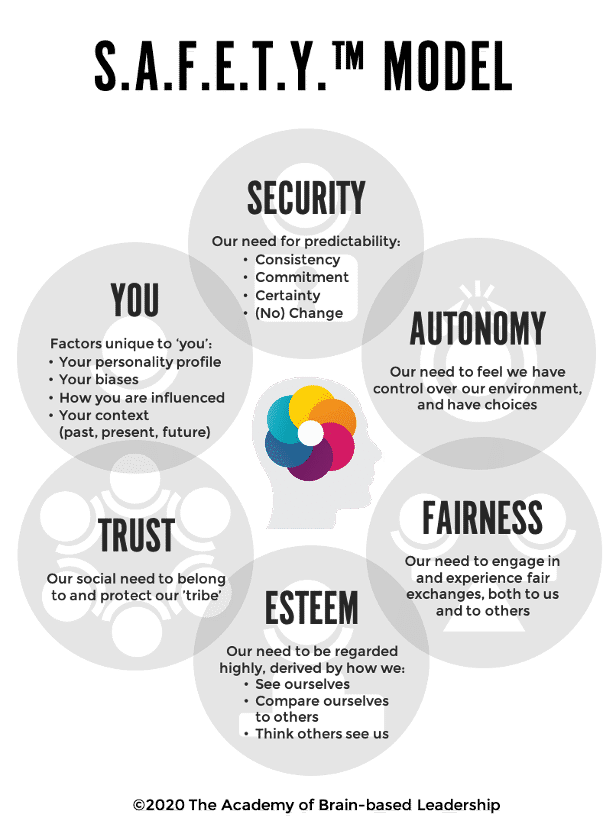 S.A.F.E.T.Y.™ MODEL
SECURITY
Our need for predictability:
• Consistency
• Commitment
• Certainty
• (No) Change
AUTONOMY
Our need to feel we have
control over our environment,
and have choices
FAIRNESS
Our need to engage in
and experience fair
exchanges, both to us
and to others
ESTEEM
Our need to be regarded
highly, derived by how we:
• See ourselves
• Compare ourselves
to others
• Think others see us
TRUST
Our social need to belong
to and protect our 'tribe'
YOU
Factors unique to 'you':
• Your personality profile
• Your biases
• How you are influenced
• Your context
(past, present, future)
©2020 The Academy of Brain-based Leadership